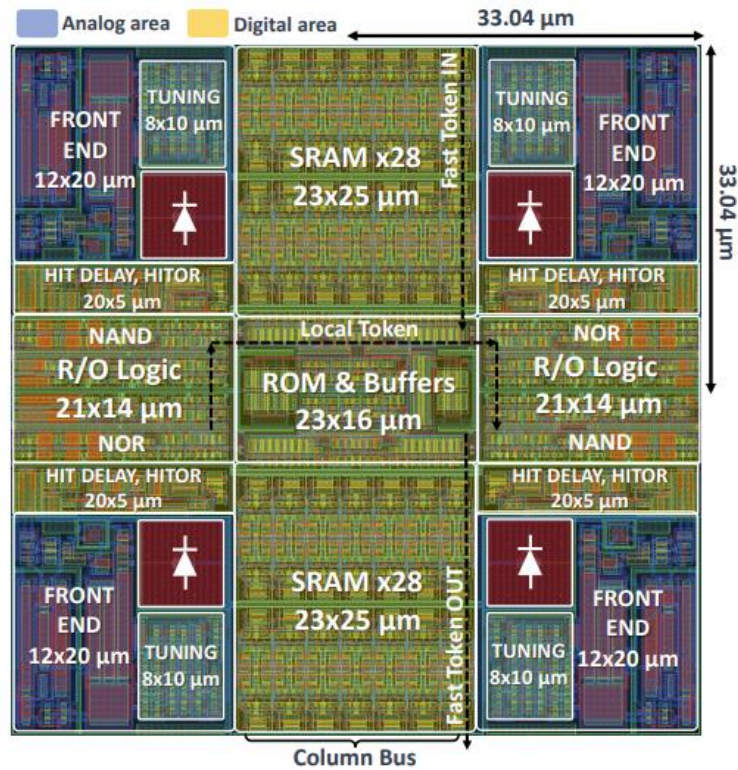 Analog area
Digital area
33.04 µm
33.04 µm
FRONT
END
12x20 µm
TUNING
8x10 µm
SRAM x28
23x25 µm
Fast Token IN
TUNING
8x10 µm
FRONT
END
12x20 µm
HIT DELAY, HITOR
20x5 µm
HIT DELAY, HITOR
20x5 µm
NAND
R/O Logic
21x14 µm
NOR
Local Token
ROM & Buffers
23x16 µm
NOR
R/O Logic
21x14 µm
NAND
HIT DELAY, HITOR
20x5 µm
HIT DELAY, HITOR
20x5 µm
FRONT
END
12x20 µm
TUNING
8x10 µm
SRAM x28
23x25 µm
Fast Token OUT
TUNING
8x10 µm
FRONT
END
12x20 µm
Column Bus